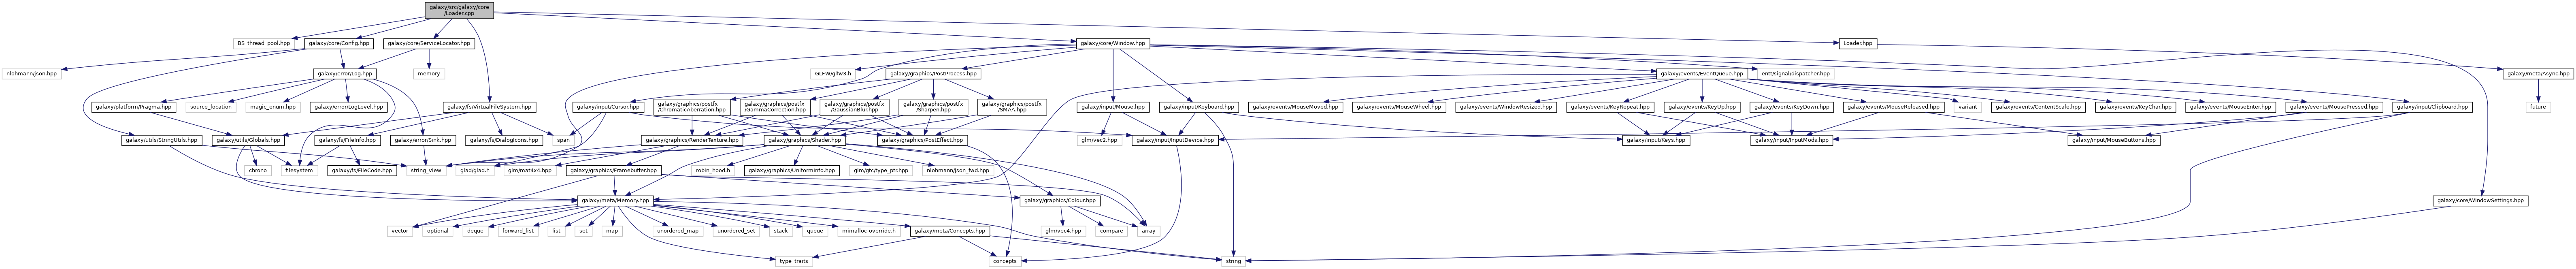 galaxy/src/galaxy/core
/Loader.cpp
BS_thread_pool.hpp
galaxy/core/Config.hpp
galaxy/core/ServiceLocator.hpp
galaxy/core/Window.hpp
Loader.hpp
nlohmann/json.hpp
galaxy/error/Log.hpp
memory
GLFW/glfw3.h
galaxy/graphics/PostProcess.hpp
galaxy/events/EventQueue.hpp
entt/signal/dispatcher.hpp
galaxy/meta/Async.hpp
galaxy/platform/Pragma.hpp
source_location
magic_enum.hpp
galaxy/error/LogLevel.hpp
galaxy/fs/VirtualFileSystem.hpp
galaxy/input/Cursor.hpp
galaxy/graphics/postfx
/ChromaticAberration.hpp
galaxy/graphics/postfx
/GammaCorrection.hpp
galaxy/graphics/postfx
/GaussianBlur.hpp
galaxy/graphics/postfx
/Sharpen.hpp
galaxy/graphics/postfx
/SMAA.hpp
galaxy/input/Mouse.hpp
galaxy/input/Keyboard.hpp
galaxy/events/MouseMoved.hpp
galaxy/events/MouseWheel.hpp
galaxy/events/WindowResized.hpp
galaxy/events/KeyRepeat.hpp
galaxy/events/KeyUp.hpp
galaxy/events/KeyDown.hpp
galaxy/events/MouseReleased.hpp
variant
galaxy/events/ContentScale.hpp
galaxy/events/KeyChar.hpp
galaxy/events/MouseEnter.hpp
galaxy/events/MousePressed.hpp
galaxy/input/Clipboard.hpp
future
galaxy/utils/StringUtils.hpp
galaxy/utils/Globals.hpp
galaxy/fs/FileInfo.hpp
galaxy/error/Sink.hpp
galaxy/fs/DialogIcons.hpp
span
galaxy/graphics/RenderTexture.hpp
galaxy/graphics/Shader.hpp
galaxy/graphics/PostEffect.hpp
glm/vec2.hpp
galaxy/input/InputDevice.hpp
galaxy/input/Keys.hpp
galaxy/input/InputMods.hpp
galaxy/input/MouseButtons.hpp
chrono
filesystem
galaxy/fs/FileCode.hpp
string_view
glad/glad.h
glm/mat4x4.hpp
galaxy/graphics/Framebuffer.hpp
robin_hood.h
galaxy/graphics/UniformInfo.hpp
glm/gtc/type_ptr.hpp
nlohmann/json_fwd.hpp
galaxy/meta/Memory.hpp
galaxy/graphics/Colour.hpp
galaxy/core/WindowSettings.hpp
vector
optional
deque
forward_list
list
set
map
unordered_map
unordered_set
stack
queue
mimalloc-override.h
galaxy/meta/Concepts.hpp
glm/vec4.hpp
compare
array
type_traits
concepts
string